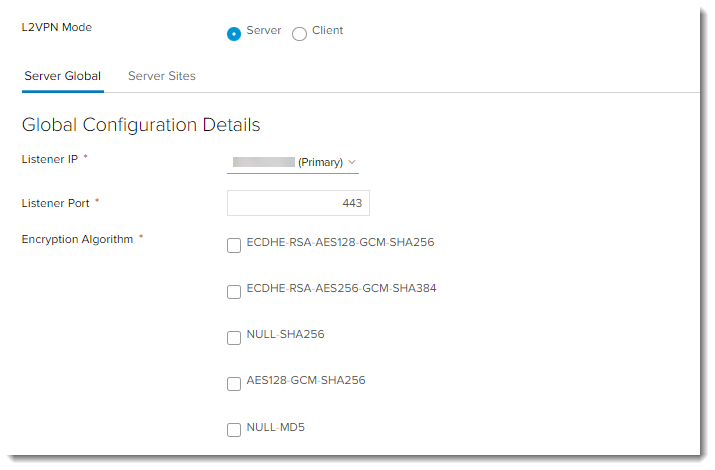 L2VPN Mode Server Client
Server Global Server Sites
Global Configuration Details
Listener IP * (Primary)
Listener Port * 443
Encryption Algorithm * ECDHE-RSA-AES128-GCM-SHA256
ECDHE-RSA-AES256-GCM-SHA384
NULL-SHA256
AES128-GCM-SHA256
NULL-MD5